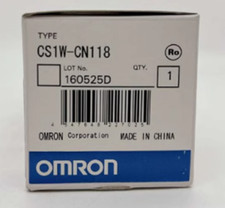 TYPE
CS1W-CN118
Ro
LOT No.
QTY.
160525D
1
OMRON Corporation MADE IN CHINA
OMRON